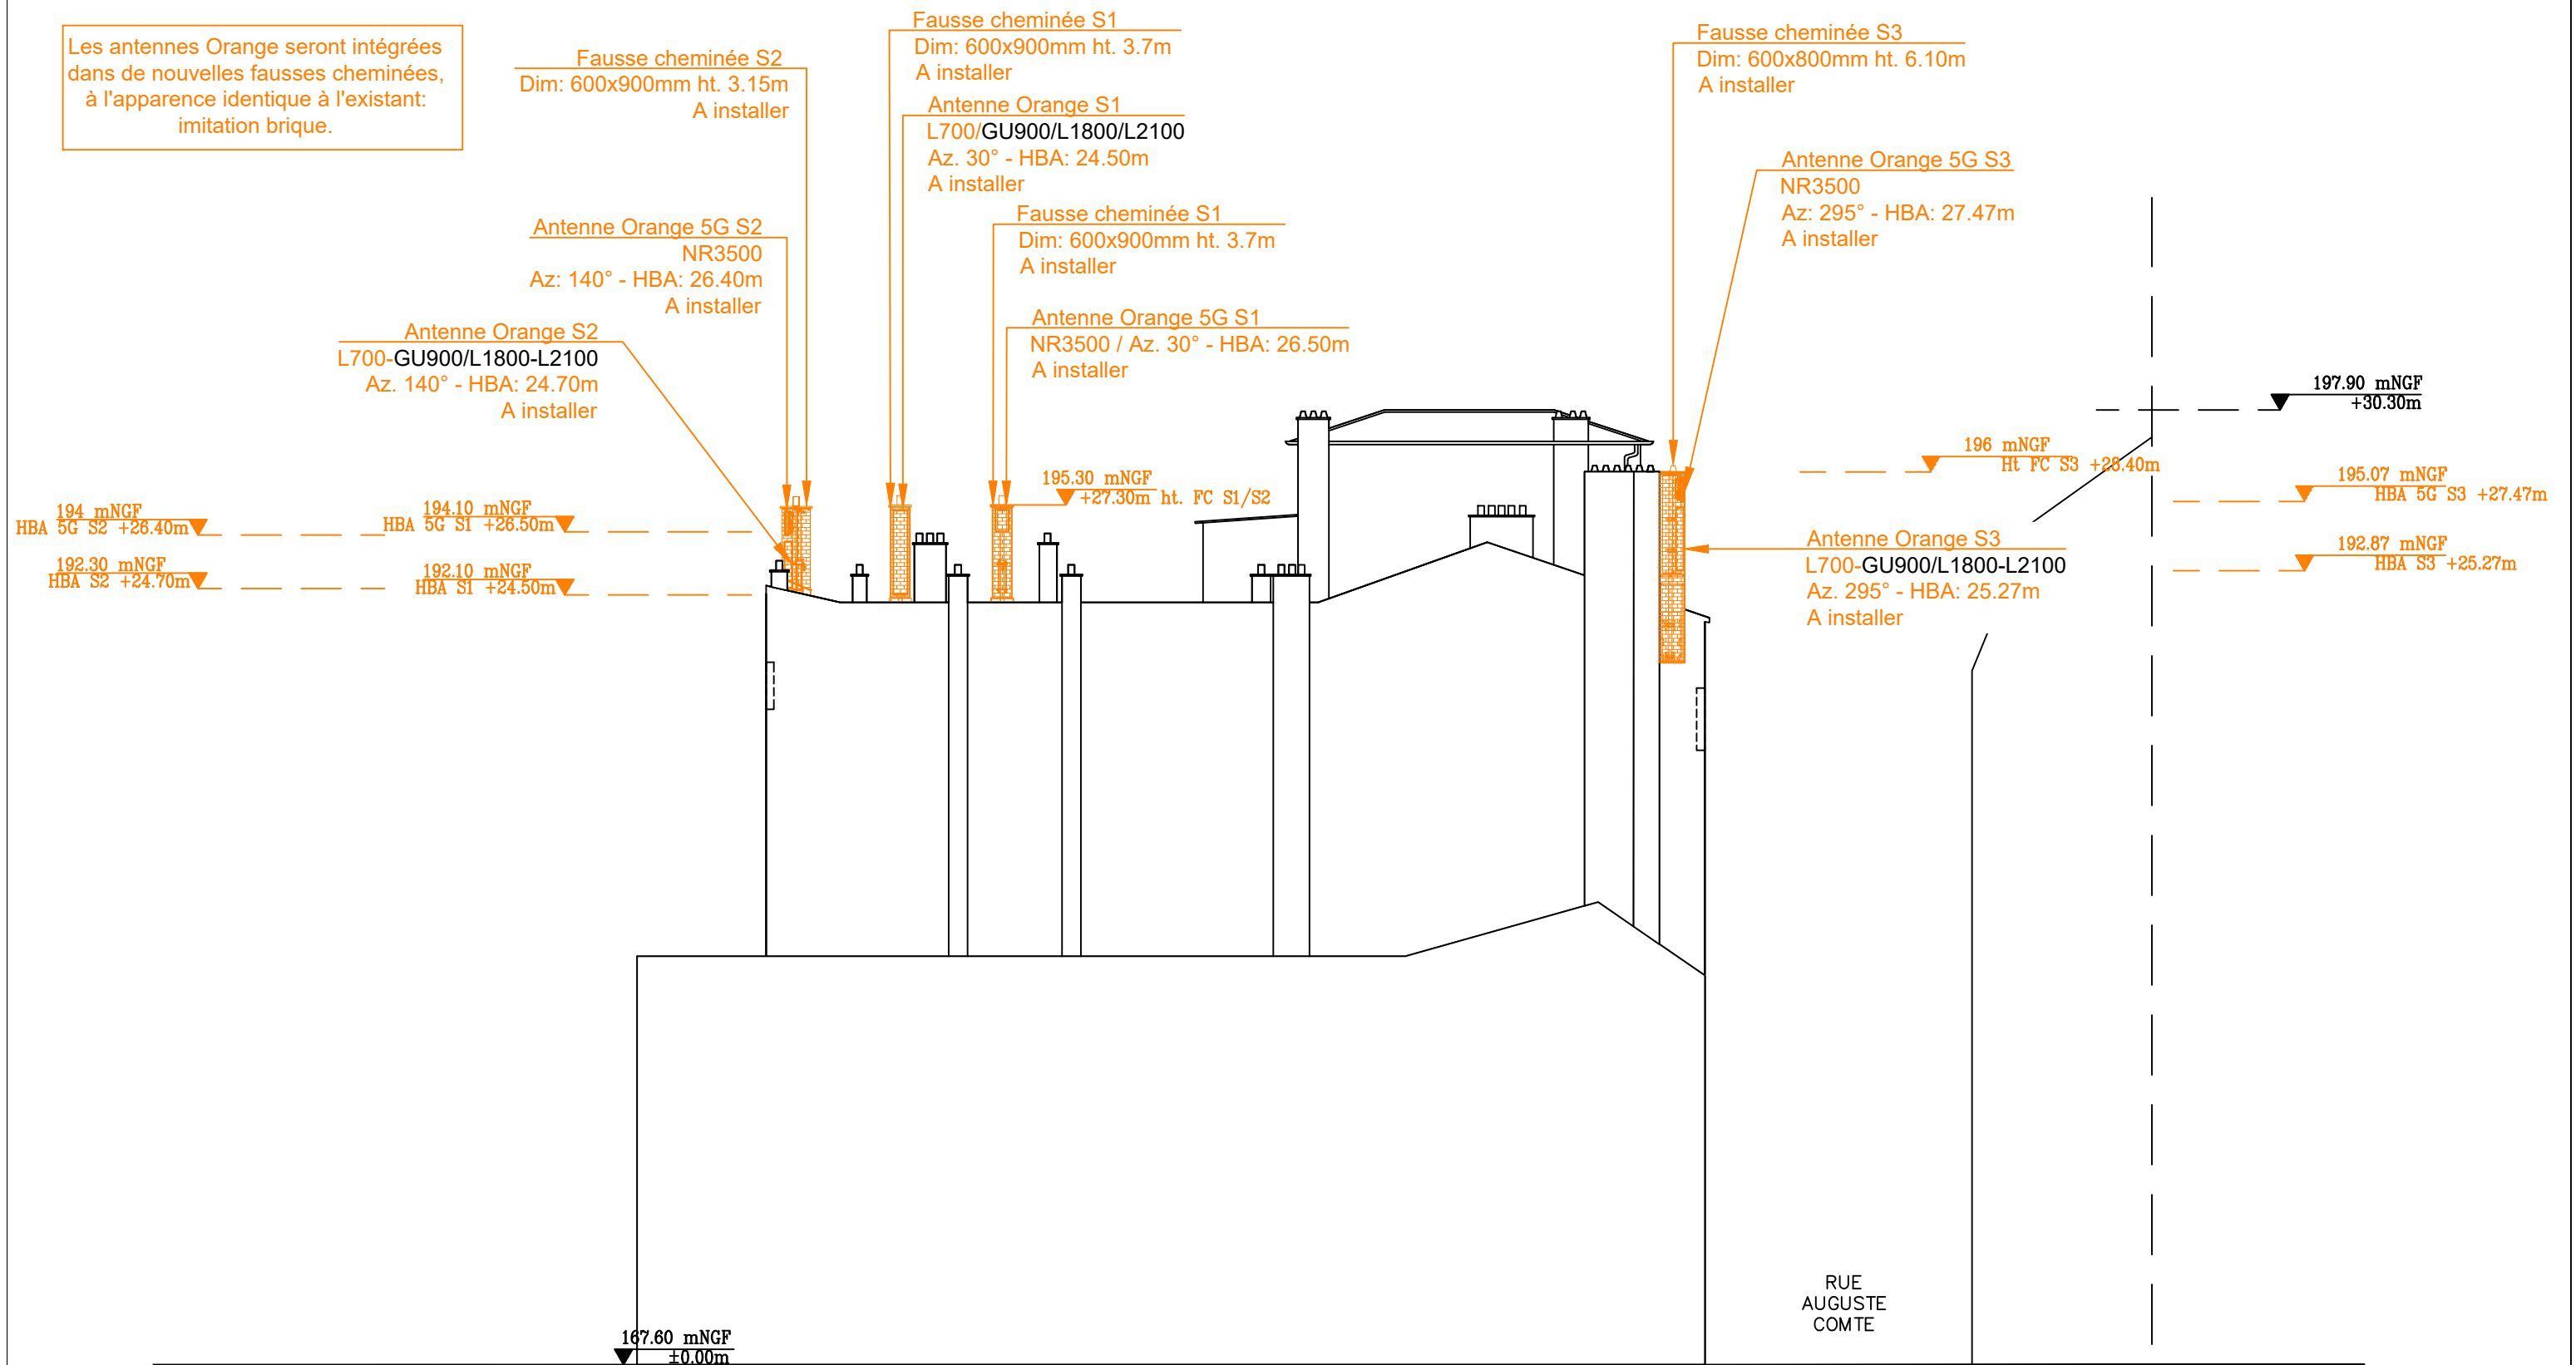 Les antennes Orange seront intégrées
dans de nouvelles fausses cheminées,
à l'apparence identique à l'existant:
imitation brique.
Fausse cheminée S2
Dim: 600x900mm ht. 3.15m
A installer
Fausse cheminée S1
Dim: 600x900mm ht. 3.7m
A installer
Antenne Orange S1
L700/GU900/L1800/L2100
Az. 30° - HBA: 24.50m
A installer
Fausse cheminée S3
Dim: 600x800mm ht. 6.10m
A installer
Antenne Orange 5G S3
NR3500
Az: 295° - HBA: 27.47m
A installer
Antenne Orange 5G S2
NR3500
Az: 140° - HBA: 26.40m
A installer
Fausse cheminée S1
Dim: 600x900mm ht. 3.7m
A installer
Antenne Orange S2
L700-GU900/L1800-L2100
Az. 140° - HBA: 24.70m
A installer
Antenne Orange 5G S1
NR3500 / Az. 30° - HBA: 26.50m
A installer
197.90 mNGF
+30.30m
196 mNGF
Ht FC S3 +28.40m
195.07 mNGF
HBA 5G S3 +27.47m
195.30 mNGF
+27.30m ht. FC S1/S2
194 mNGF
HBA 5G S2 +26.40m
194.10 mNGF
HBA 5G S1 +26.50m
192.30 mNGF
HBA S2 +24.70m
192.10 mNGF
HBA S1 +24.50m
Antenne Orange S3
L700-GU900/L1800-L2100
Az. 295° - HBA: 25.27m
A installer
192.87 mNGF
HBA S3 +25.27m
RUE
AUGUSTE
COMTE
167.60 mNGF
±0.00m